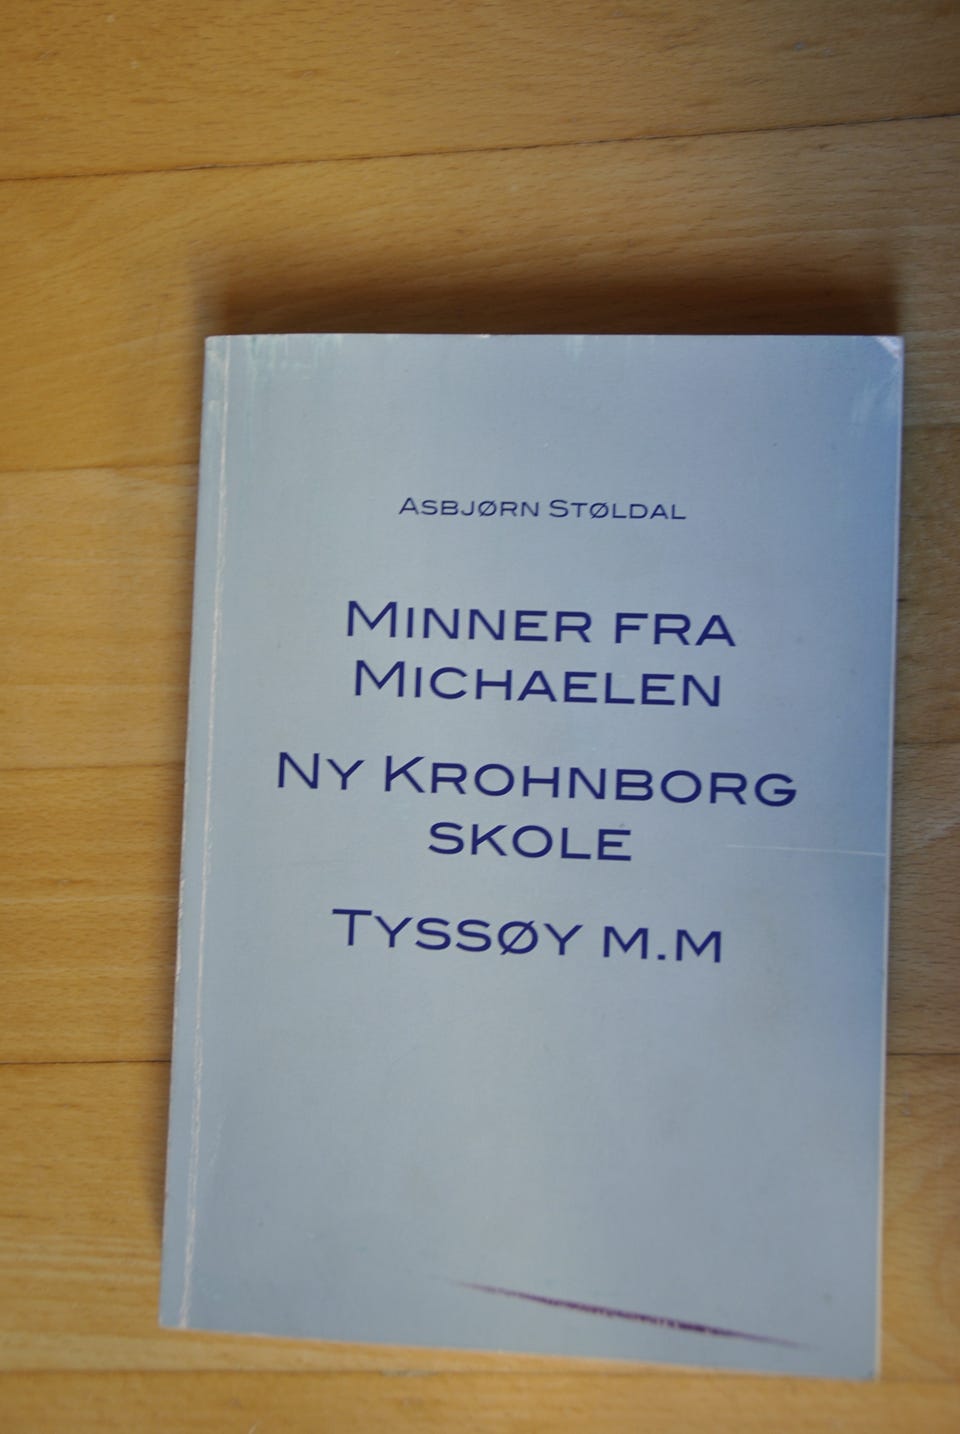 Asbjørn Støldal
Minner fra
Michaelen
Ny Krohnborg
skole
Tyssøy m.m